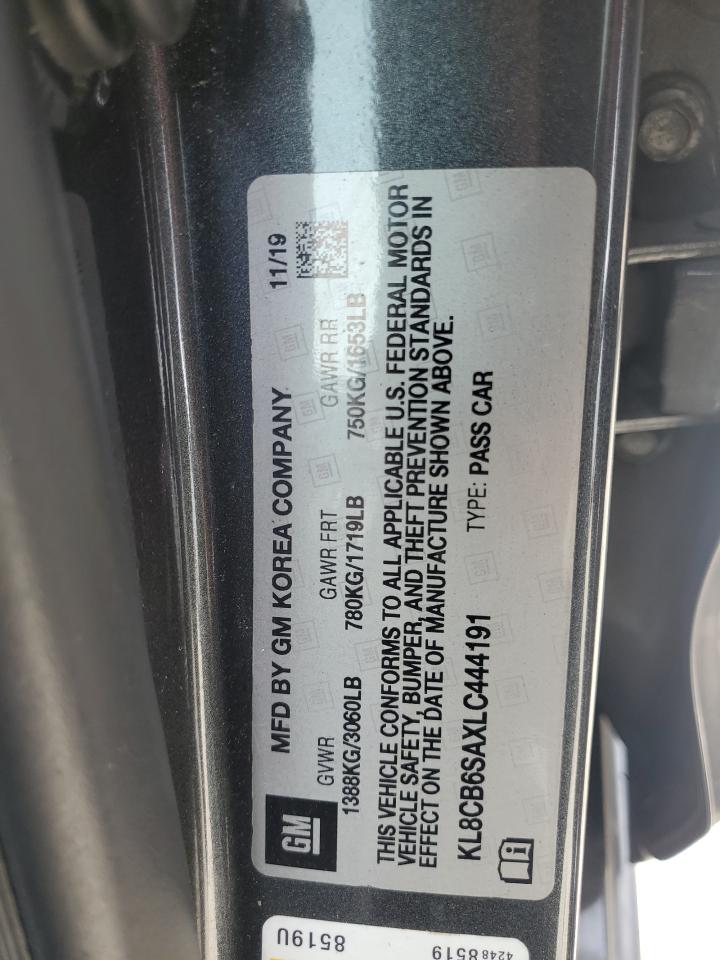 MFD BY GM KOREA COMPANY 11/19
GVWR GAWR FRT GAWR RR
1388KG/3060LB 780KG/1719LB 750KG/1653LB
THIS VEHICLE CONFORMS TO ALL APPLICABLE U.S. FEDERAL MOTOR
VEHICLE SAFETY, BUMPER, AND THEFT PREVENTION STANDARDS IN
EFFECT ON THE DATE OF MANUFACTURE SHOWN ABOVE.
KL8CB6SAXLC444191 TYPE: PASS CAR
GM
8519U
42488519